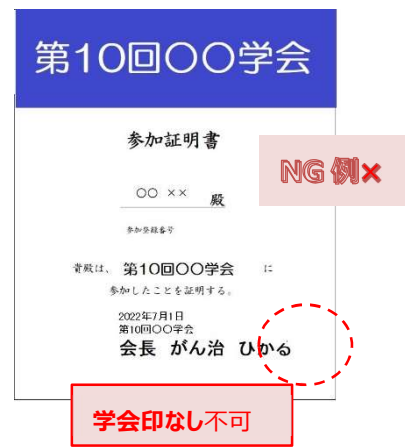 第10回〇〇学会
参加証明書
NG 例×
〇〇 ×× 殿
参加登録番号
貴殿は、 第10回〇〇学会 に
参加したことを証明する。
2022年7月1日
第10回〇〇学会
会長 がん治 ひかる
学会印なし不可